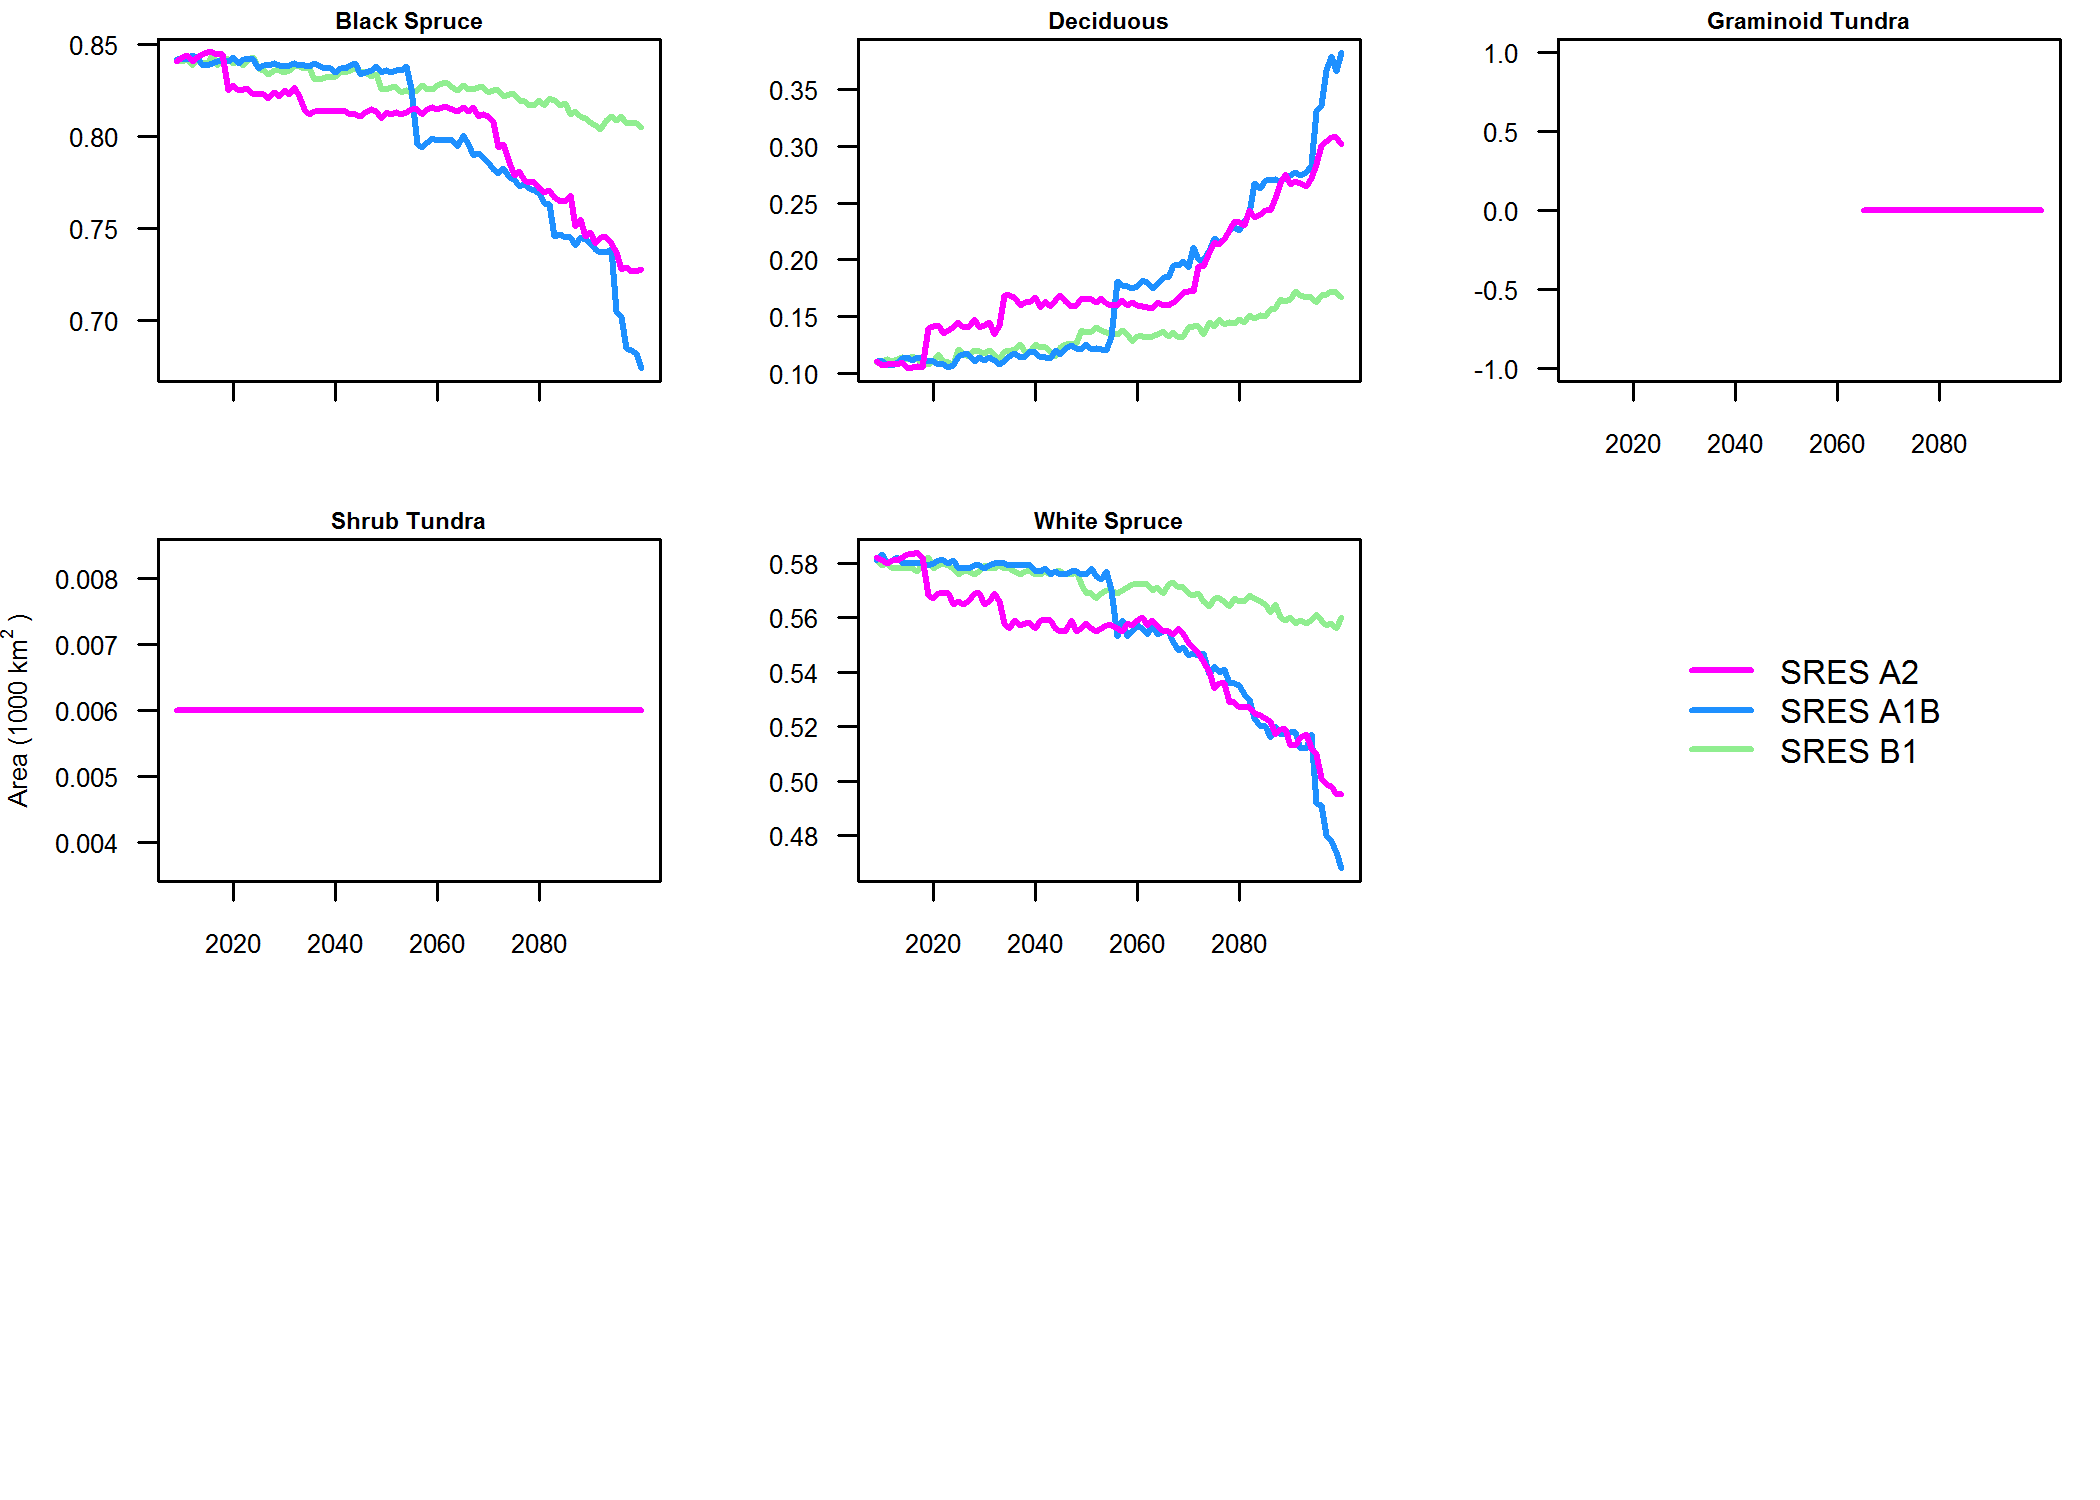 Black Spruce
0.85
0.80
0.75
0.70
Deciduous
0.35
0.30
0.25
0.20
0.15
0.10
Graminoid Tundra
1.0
0.5
0.0
-0.5
-1.0
2020 2040 2060 2080
Shrub Tundra
0.008
0.007
0.006
0.005
0.004
Area (1000 km² )
2020 2040 2060 2080
White Spruce
0.58
0.56
0.54
0.52
0.50
0.48
2020 2040 2060 2080
SRES A2
SRES A1B
SRES B1